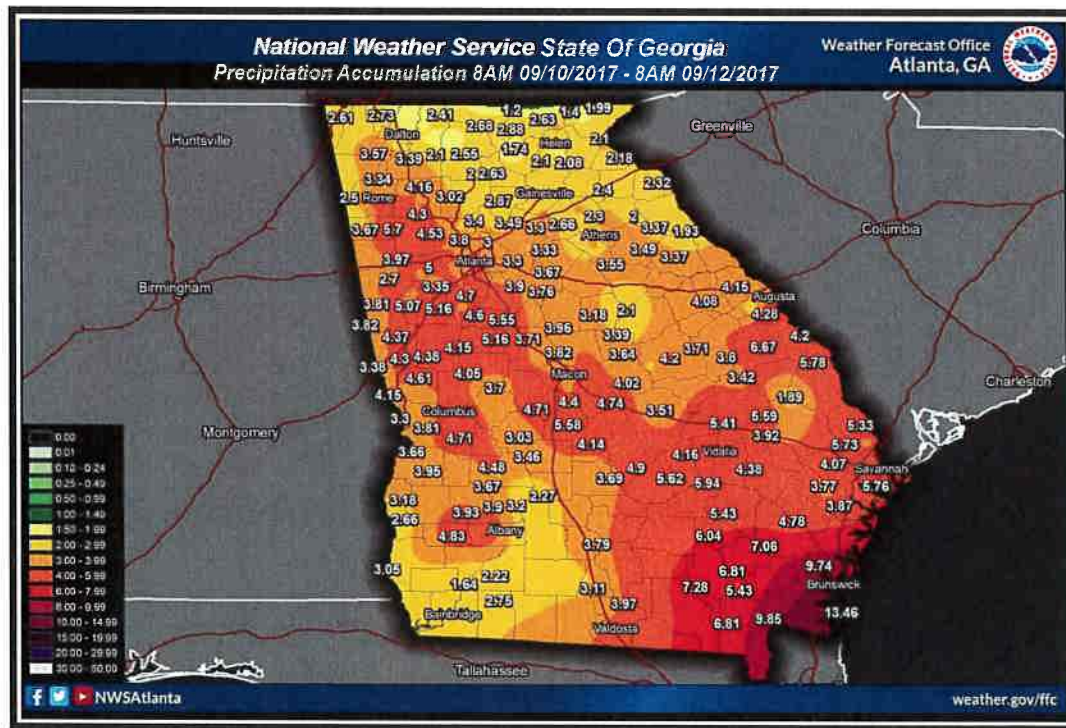 National Weather Service State Of Georgia
Precipitation Accumulation 8AM 09/10/2017 - 8AM 09/12/2017
Weather Forecast Office
Atlanta, GA
2.61 2.73 2.41 1.2 2.63 1.4 1.99
Huntsville Dalton 2.68 2.88 Helen 2.1 Greenville
3.57 3.39 2.1 2.55 1.74 2.1 2.08 2.18
3.34 4.16 2 2.63 Gainesville 2.4 2.32
2.5 Rome 3.02 2.87
4.3 3.4 3.49 3.3 2.66 2.3 2
3.67 5.7 4.53 3.8 3 Athens 3.37 1.93 Columbia
3.97 5 Atlanta 3.3 3.33 3.55 3.49 3.37
2.7 3.35 3.9 3.67 3.76 4.15
Birmingham Augusta
3.81 5.07 5.16 4.7 4.6 5.55 3.18 2.1 4.08 4.28
3.82 4.37 5.16 3.71 3.96 3.39 4.2
3.38 4.3 4.38 4.15 3.82 3.64 4.2 3.71 3.8 6.67 5.78
4.61 4.05 Macon 4.02 3.42 Charleston
4.15 3.7 4.4 4.74 1.89
3.3 Columbus 4.71 3.51 5.41 5.59 5.33
3.81 4.71 3.03 5.58 4.14 3.92 5.73
Montgomery
3.66 3.46 4.16 Vidalia 4.07 Savannah
3.95 4.48 3.69 4.9 5.62 5.94 4.38 5.76
3.67 2.27 3.77
3.18 3.93 3.9 3.2 5.43 3.87
2.66 Albany 4.78
4.83 3.79 6.04 7.06
3.05 2.22 6.81 9.74
1.64 2.75 3.11 7.28 5.43 Brunswick
Bainbridge 3.97 6.81 9.85 13.46
Valdosta
Tallahassee
0.00
0.01
0.10 - 0.24
0.25 - 0.49
0.50 - 0.99
1.00 - 1.49
1.50 - 1.99
2.00 - 2.99
3.00 - 3.99
4.00 - 5.99
6.00 - 7.99
8.00 - 9.99
10.00 - 14.99
15.00 - 19.99
20.00 - 29.99
30.00 - 50.00
NWSAtlanta
weather.gov/ffc